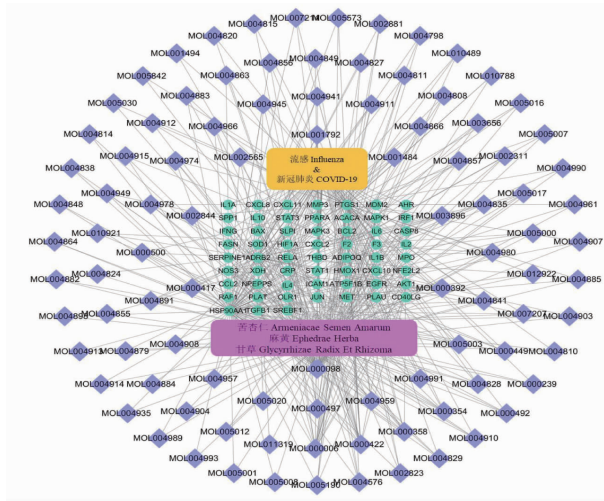 MOL007214 MOL005573
MOL004815 MOL002881
MOL004820 MOL004798
MOL001494 MOL004856 MOL004849 MOL004827 MOL010489
MOL005842 MOL004863 MOL004811 MOL010788
MOL005030 MOL004883 MOL004945 MOL004941 MOL004911 MOL004808 MOL005016
MOL004912 MOL003656
MOL004814 MOL004966 MOL001792 MOL004866 MOL005007
MOL004915 MOL002565 MOL001484 MOL004857 MOL002311
MOL004838 MOL004974 MOL004990
流感 Influenza
&
新冠肺炎 COVID-19
MOL004949 MOL005017
MOL004848 MOL004978 MOL004835 MOL004961
MOL002844 MOL003896
IL1A CXCL8 CXCL11 MMP3 PTGS1 MDM2 AHR
SPP1 IL10 STAT3 PPARA ACACA MAPK1 IRF1
IFNG BAX SLPI MAPK3 BCL2 IL6 CASP8
FASN SOD1 HIF1A CXCL2 F2 F3 IL2
SERPINE1 ADRB2 RELA THBD ADIPOQ IL1B MPO
NOS3 XDH CRP STAT1 HMOX1 CXCL10 NFE2L2
CCL2 NPEPPS IL4 ICAM1 ATP5F1B EGFR AKT1
RAF1 PLAT OLR1 JUN MET PLAU CD40LG
HSP90AA1 TGFB1 SREBF1
MOL004864 MOL010921 MOL005000 MOL004907
MOL000500 MOL004980
MOL004882 MOL004824 MOL000417 MOL000392 MOL012922 MOL004885
MOL004891 MOL004841
MOL004855 MOL007207 MOL004903
苦杏仁 Armeniacae Semen Amarum
麻黄 Ephedrae Herba
甘草 Glycyrrhizae Radix Et Rhizoma
MOL004913 MOL004879 MOL004908 MOL005003 MOL000449 MOL004810
MOL000098
MOL004914 MOL004884 MOL004957 MOL004991 MOL004828 MOL000239
MOL004935 MOL004904 MOL005020 MOL000497 MOL004959 MOL000354 MOL000492
MOL004989 MOL005012 MOL000358 MOL004910
MOL004993 MOL011319 MOL000006 MOL000422 MOL004829
MOL005001 MOL005008 MOL005190 MOL004576 MOL002823